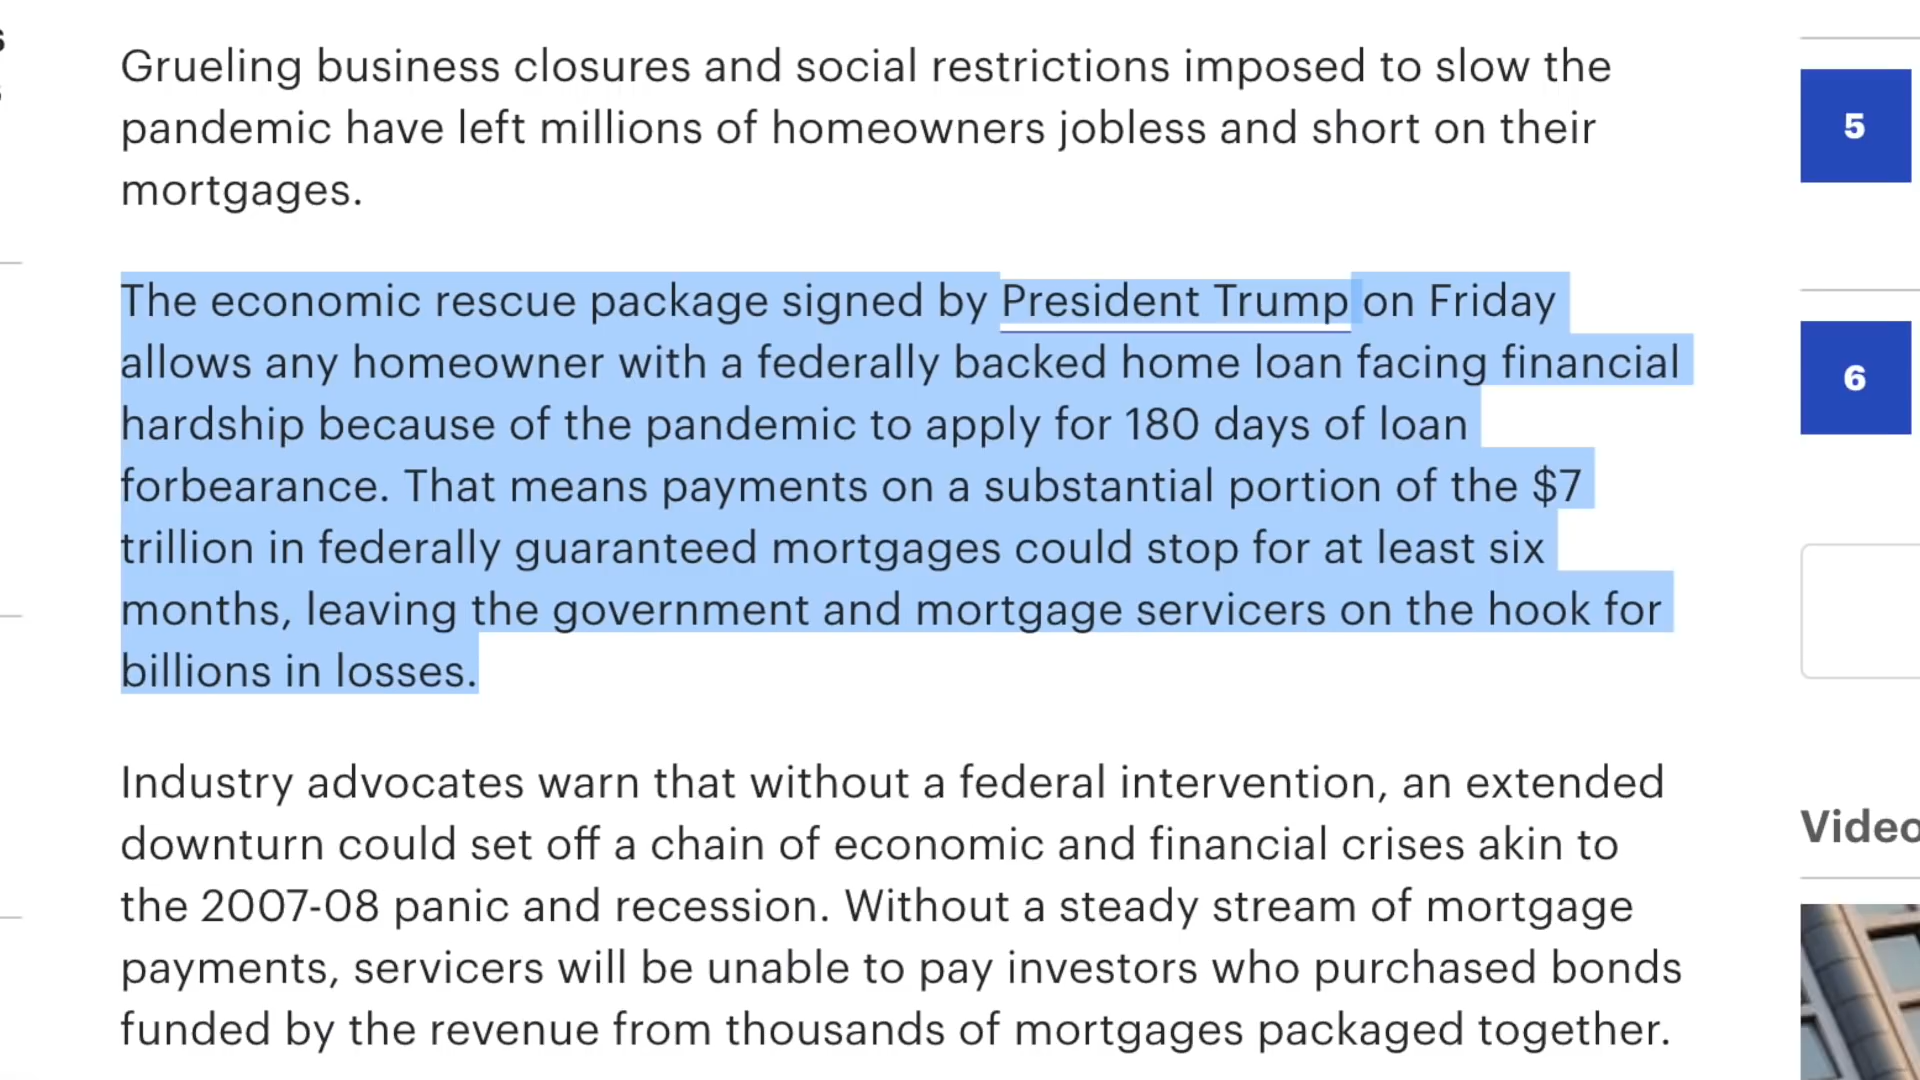 Grueling business closures and social restrictions imposed to slow the
pandemic have left millions of homeowners jobless and short on their
mortgages.
The economic rescue package signed by President Trump on Friday
allows any homeowner with a federally backed home loan facing financial
hardship because of the pandemic to apply for 180 days of loan
forbearance. That means payments on a substantial portion of the $7
trillion in federally guaranteed mortgages could stop for at least six
months, leaving the government and mortgage servicers on the hook for
billions in losses.
Industry advocates warn that without a federal intervention, an extended
downturn could set off a chain of economic and financial crises akin to
the 2007-08 panic and recession. Without a steady stream of mortgage
payments, servicers will be unable to pay investors who purchased bonds
funded by the revenue from thousands of mortgages packaged together.
5
6
Video